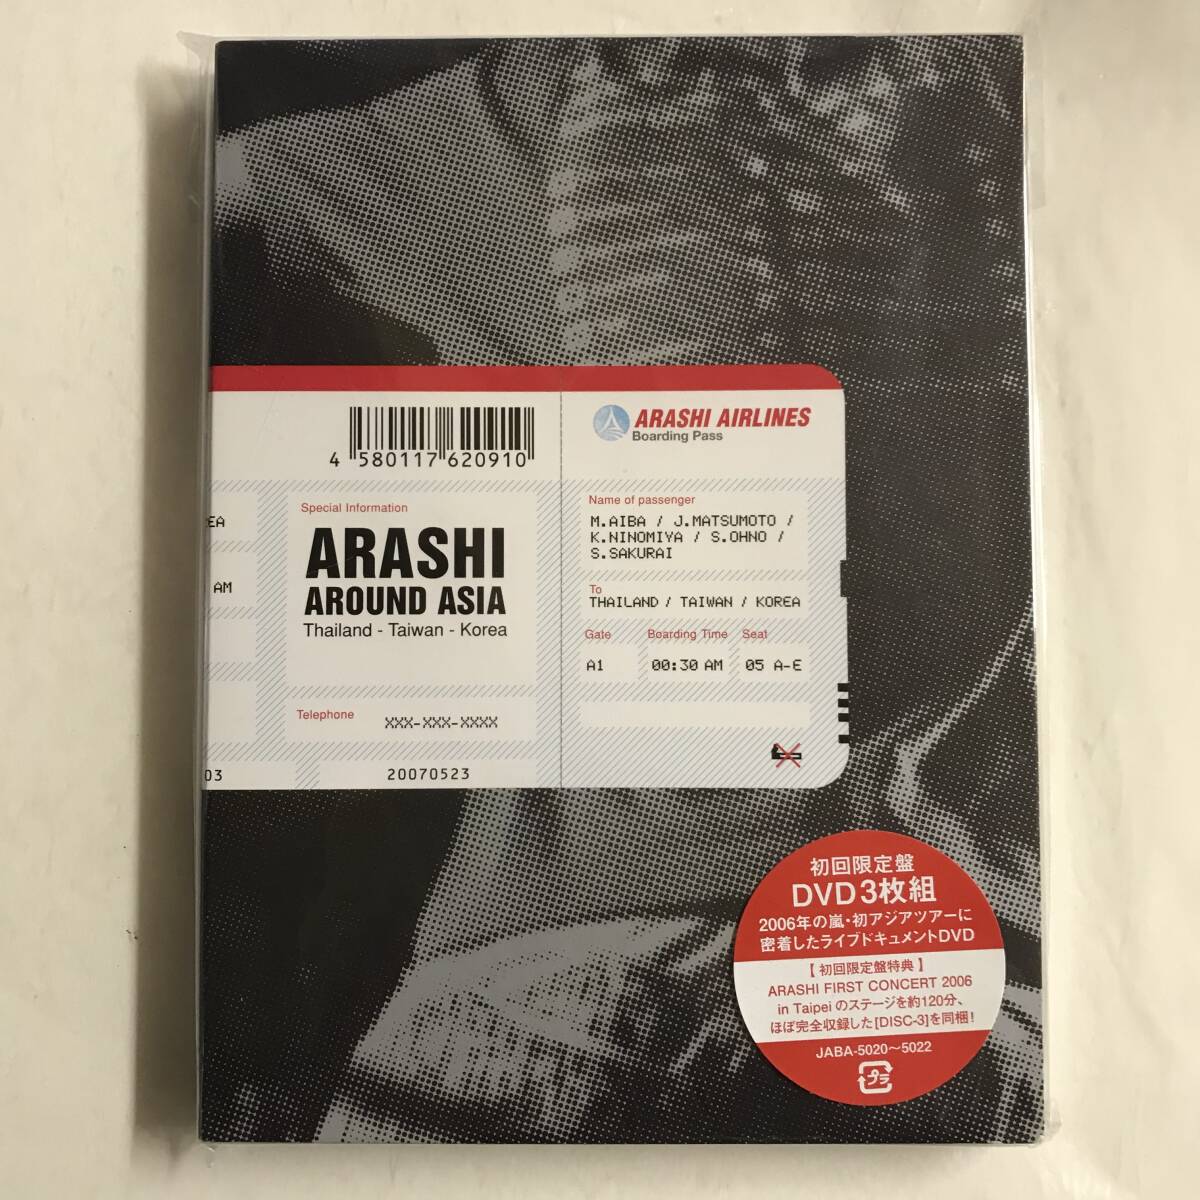 4 580117 620910
ARASHI AIRLINES
Boarding Pass
EA
AM
03
Special Information
ARASHI
AROUND ASIA
Thailand - Taiwan - Korea
Telephone
XXX-XXX-XXXX
20070523
Name of passenger
M.AIBA / J.MATSUMOTO /
K.NINOMIYA / S.OHNO /
S.SAKURAI
To
THAILAND / TAIWAN / KOREA
Gate Boarding Time Seat
A1 00:30 AM 05 A-E
初回限定盤
DVD3枚組
2006年の嵐・初アジアツアーに
密着したライブドキュメントDVD
【初回限定盤特典】
ARASHI FIRST CONCERT 2006
in Taipei のステージを約120分、
ほぼ完全収録した[DISC-3]を同梱!
JABA-5020～5022
プラ